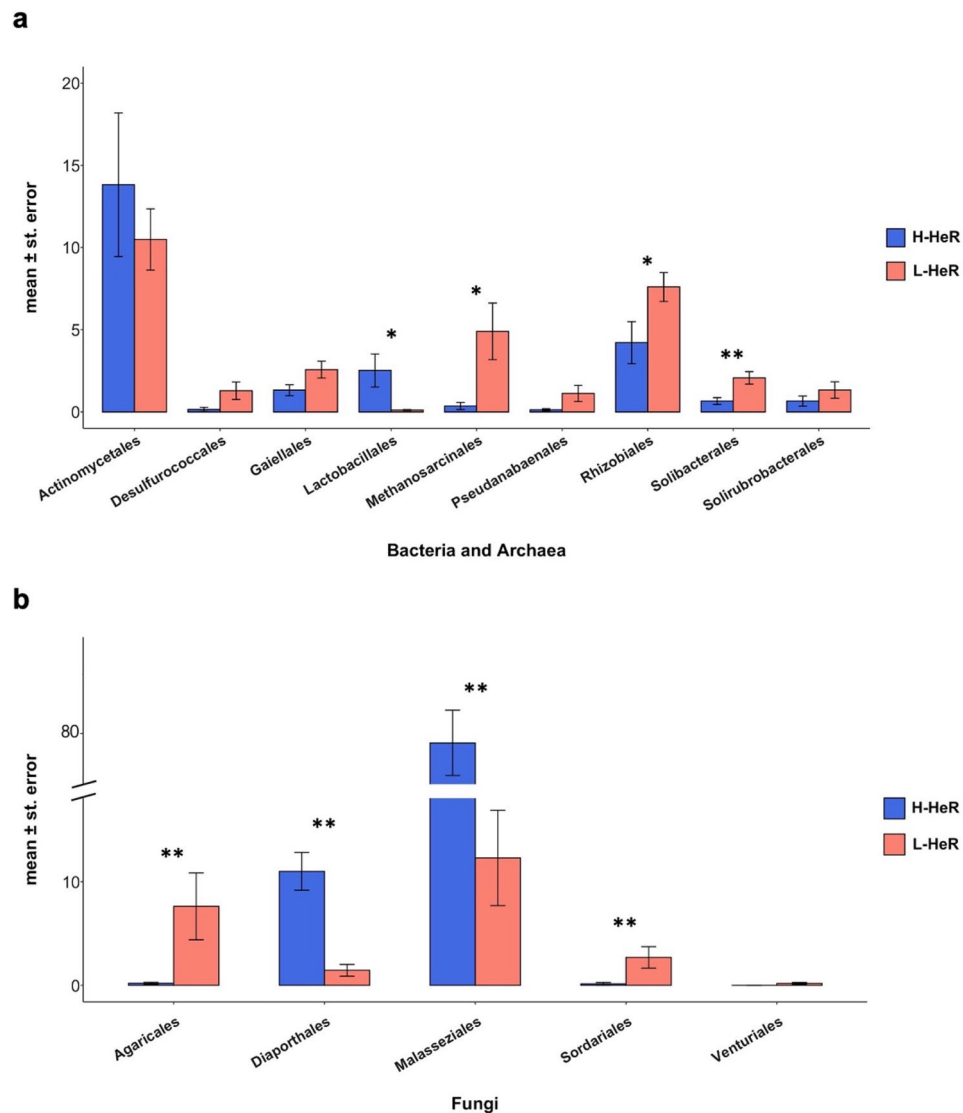 a
mean ± st. error
20
15
10
5
0
*
*
*
**
H-HeR
L-HeR
Actinomycetales
Desulfurococcales
Gaiellales
Lactobacillales
Methanosarcinales
Pseudanabaenales
Rhizobiales
Solibacterales
Solirubrobacterales
Bacteria and Archaea
b
mean ± st. error
80
10
0
**
**
**
**
H-HeR
L-HeR
Agaricales
Diaporthales
Malasseziales
Sordariales
Venturiales
Fungi